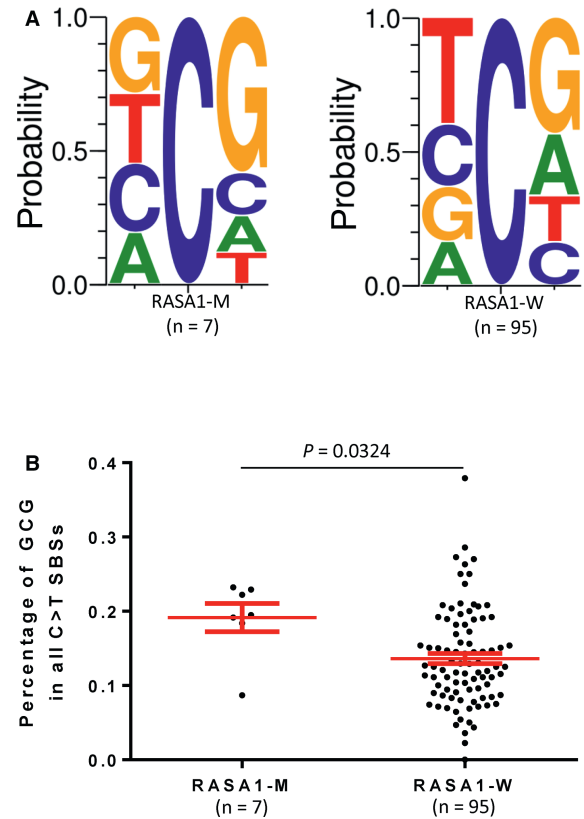 A
1.0
0.5
0.0
Probability
G C G
T
C C
A A
T
RASA1-M
(n = 7)
1.0
0.5
0.0
Probability
T C G
C A
G T
A C
RASA1-W
(n = 95)
B
P = 0.0324
Percentage of GCG
in all C>T SBSs
0.4
0.3
0.2
0.1
0.0
RASA1-M
(n = 7)
RASA1-W
(n = 95)